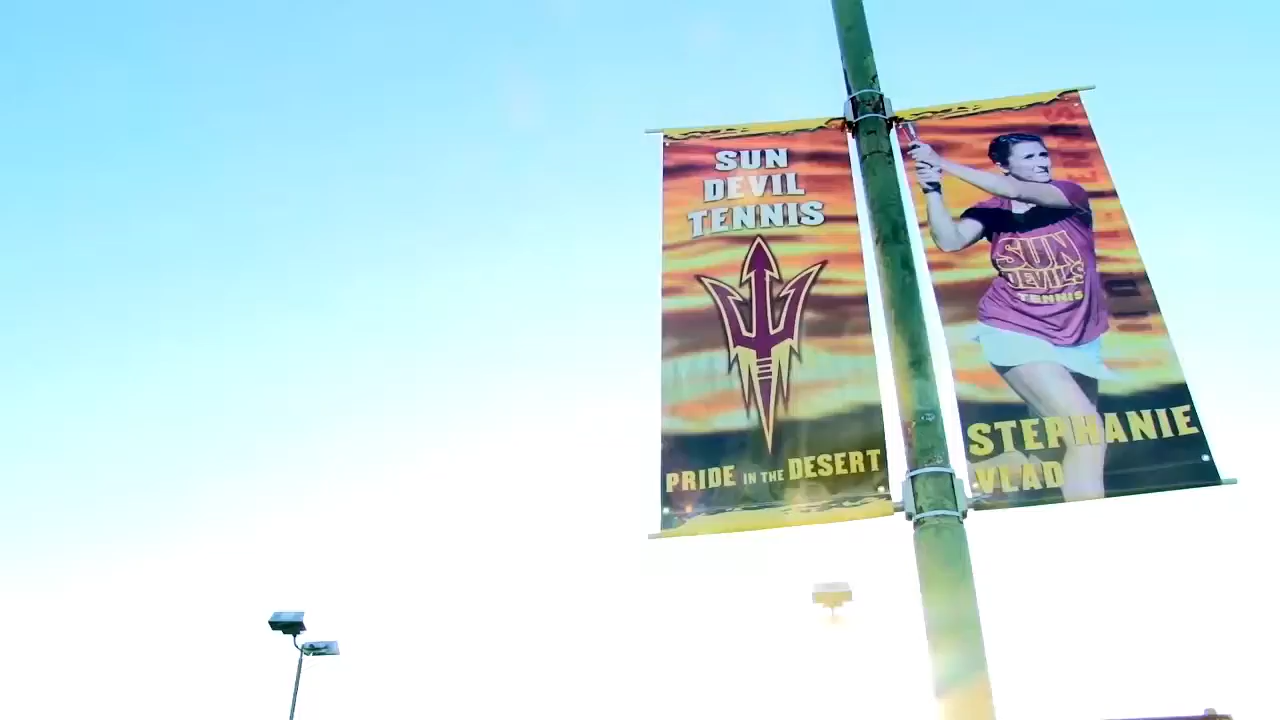 SUN
DEVIL
TENNIS
PRIDE IN THE DESERT
SUN
DEVILS
TENNIS
STEPHANIE
VLAD